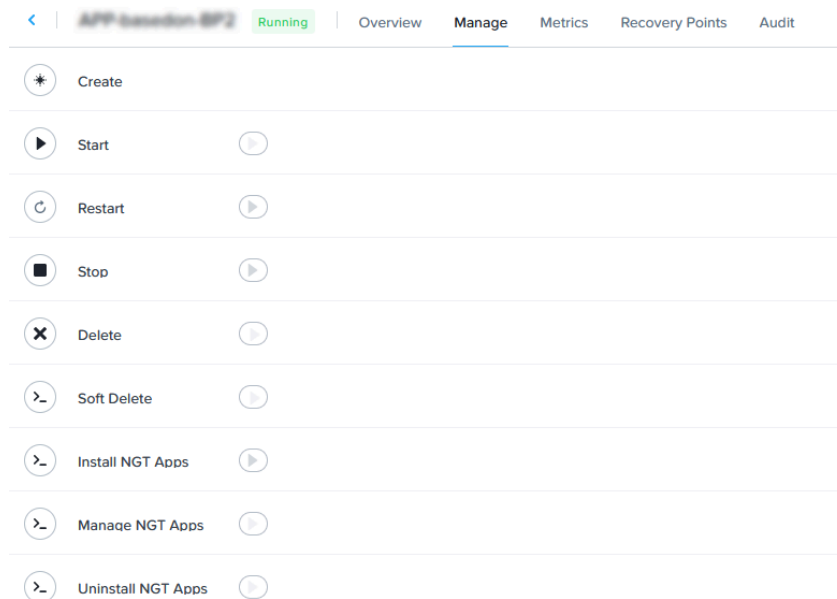 Running Overview Manage Metrics Recovery Points Audit
Create
Start
Restart
Stop
Delete
Soft Delete
Install NGT Apps
Manage NGT Apps
Uninstall NGT Apps